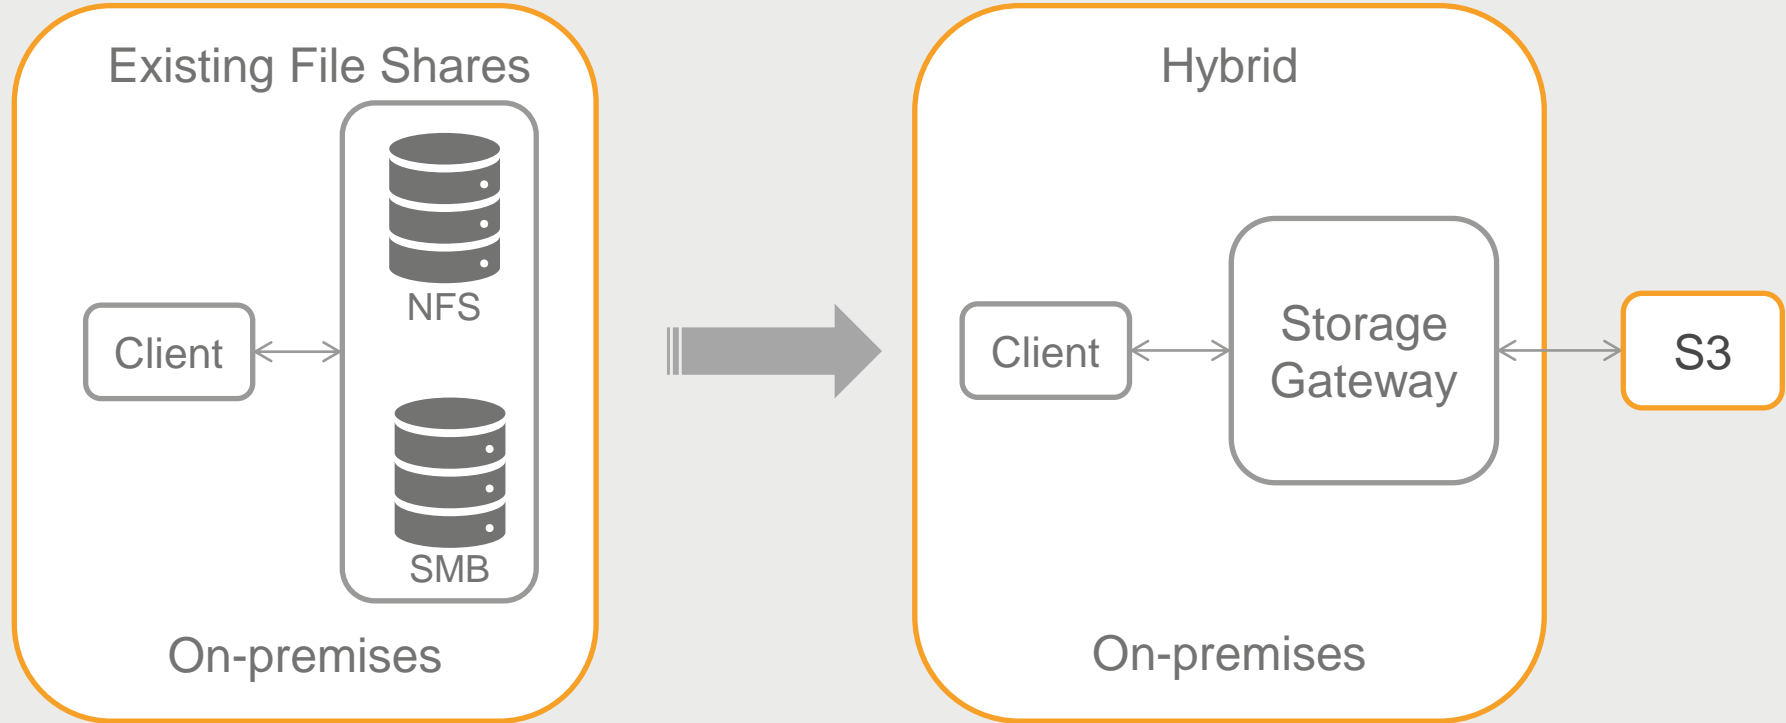 Existing File Shares
NFS
Client
SMB
On-premises
Hybrid
Client
Storage
Gateway
S3
On-premises